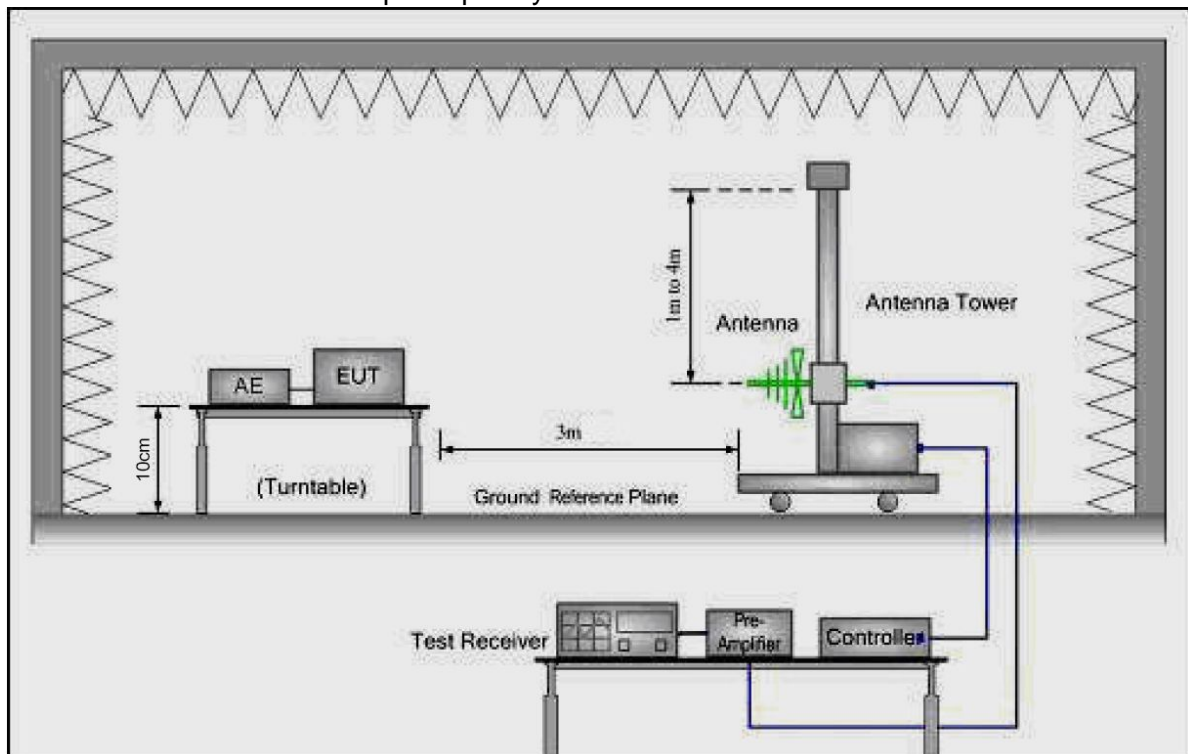 1m to 4m
Antenna Tower
Antenna
AE
EUT
3m
10cm
(Turntable)
Ground Reference Plane
Test Receiver
Pre-
Amplifier
Controller